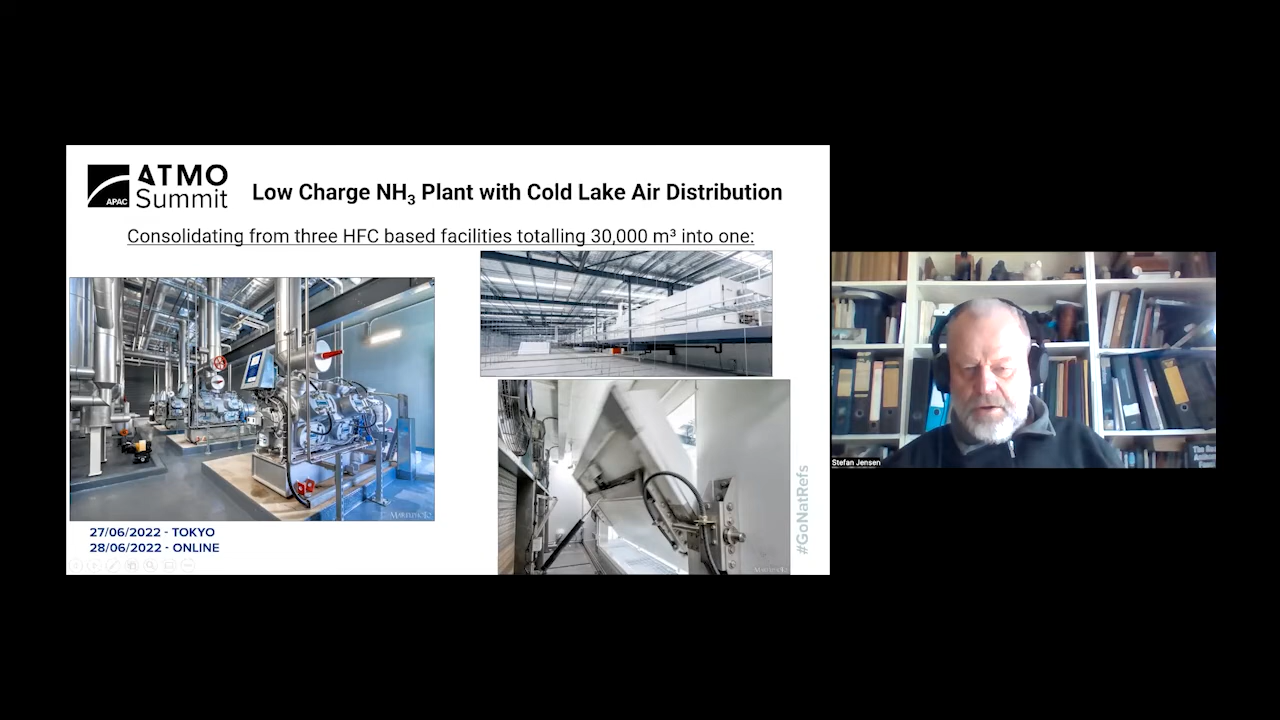 ATMO
APAC Summit
Low Charge NH₃ Plant with Cold Lake Air Distribution
Consolidating from three HFC based facilities totalling 30,000 m³ into one:
27/06/2022 - TOKYO
28/06/2022 - ONLINE
#GoNatRefs
Stefan Jensen